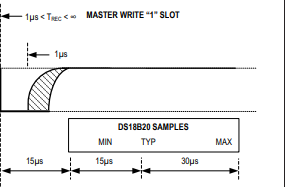 1µs < TREC < ∞ MASTER WRITE “1” SLOT
1µs
DS18B20 SAMPLES
MIN TYP MAX
15µs 15µs 30µs